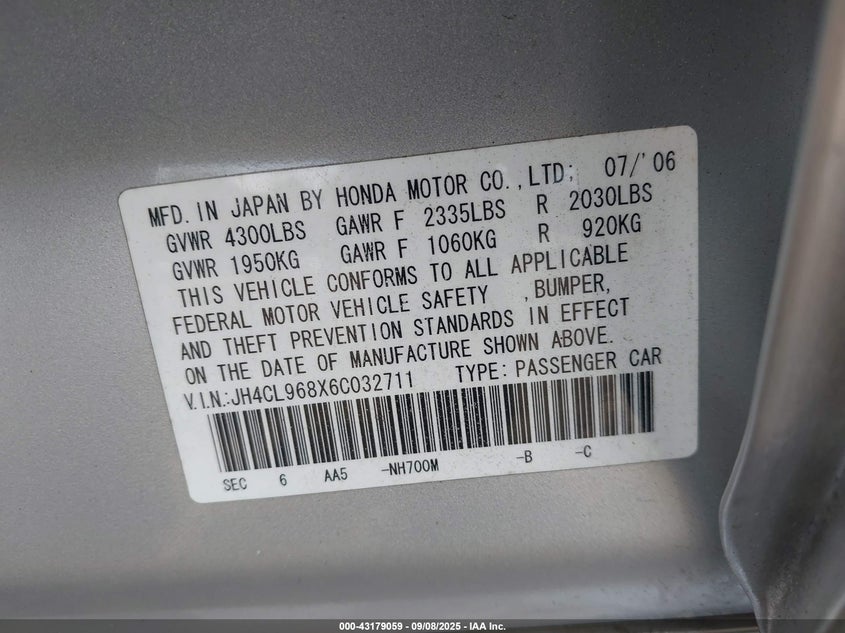 MFD. IN JAPAN BY HONDA MOTOR CO.,LTD; 07/'06
GVWR 4300LBS GAWR F 2335LBS R 2030LBS
GVWR 1950KG GAWR F 1060KG R 920KG
THIS VEHICLE CONFORMS TO ALL APPLICABLE
FEDERAL MOTOR VEHICLE SAFETY ,BUMPER,
AND THEFT PREVENTION STANDARDS IN EFFECT
ON THE DATE OF MANUFACTURE SHOWN ABOVE.
V.I.N.:JH4CL968X6C032711 TYPE: PASSENGER CAR
SEC 6 AA5 -NH700M -B -C
000-43179059 - 09/08/2025 - IAA Inc.